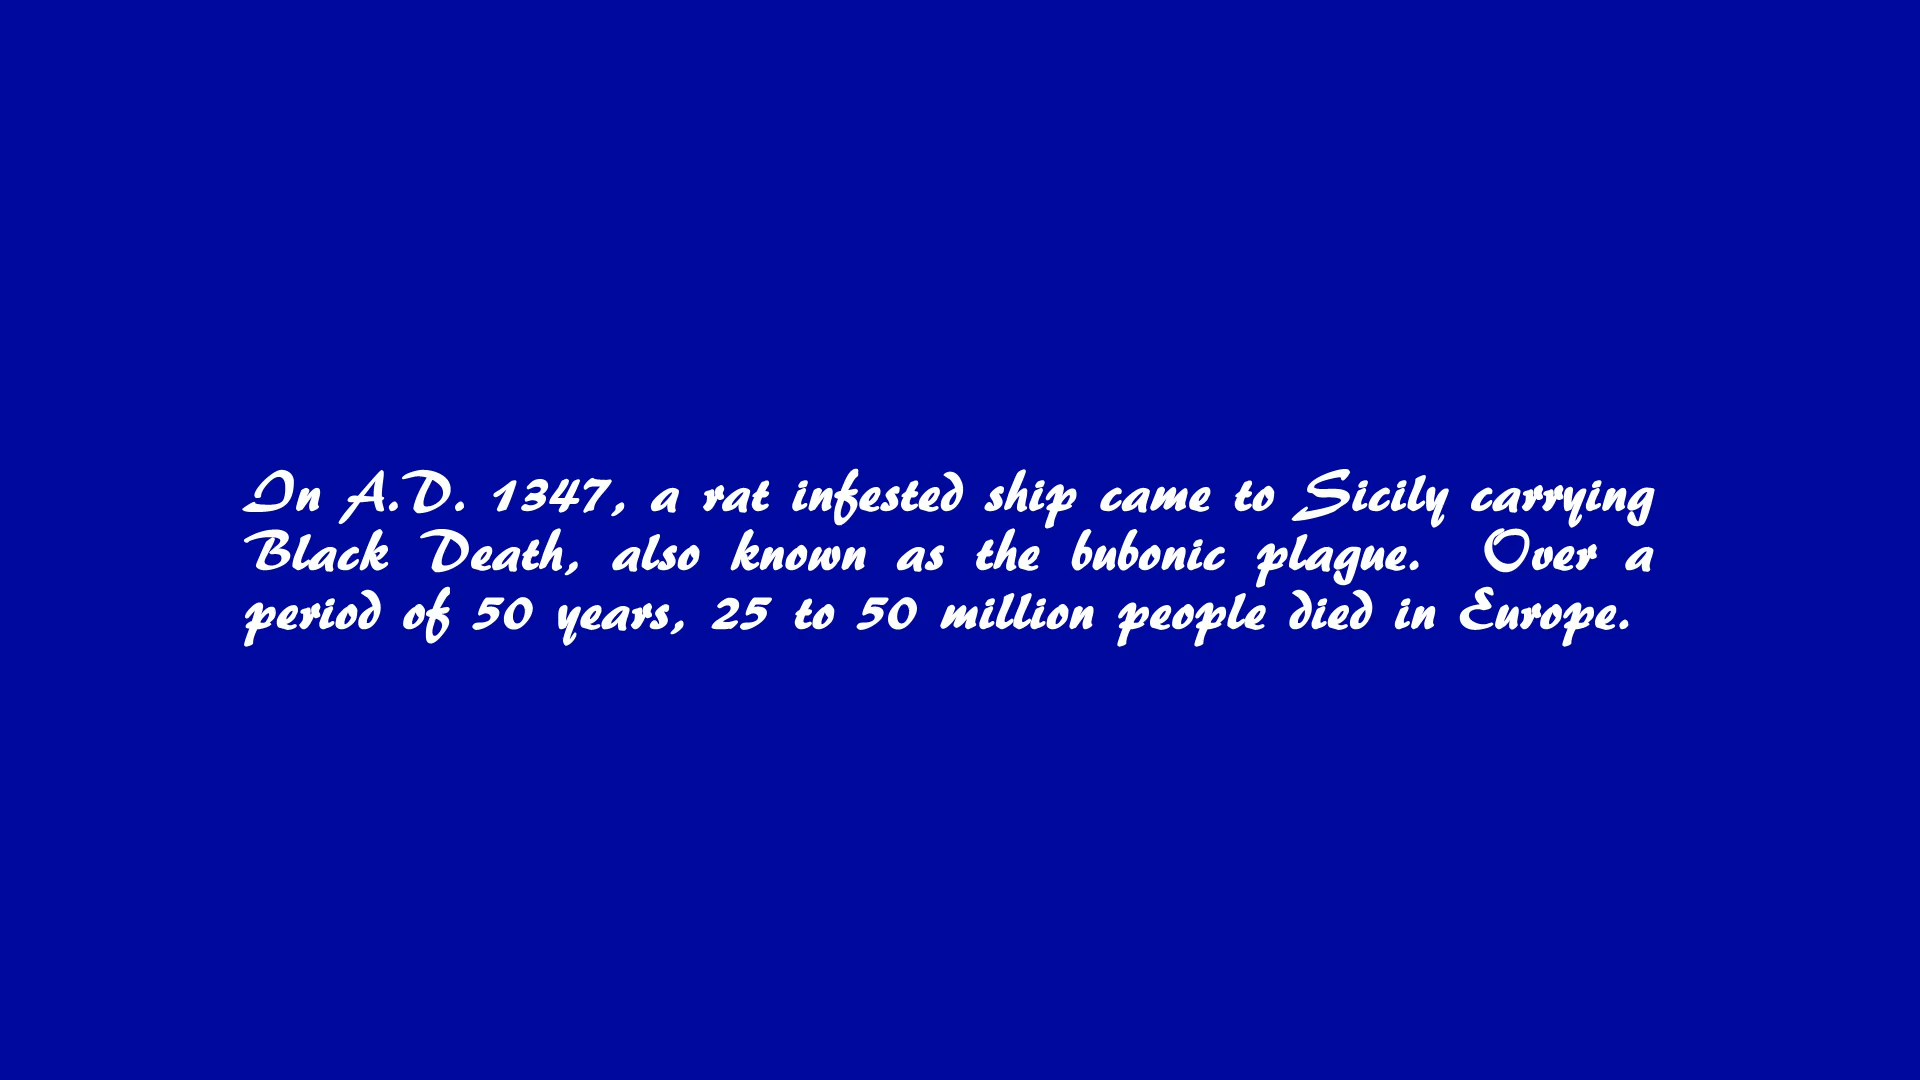 In A.D. 1347, a rat infested ship came to Sicily carrying
Black Death, also known as the bubonic plague. Over a
period of 50 years, 25 to 50 million people died in Europe.